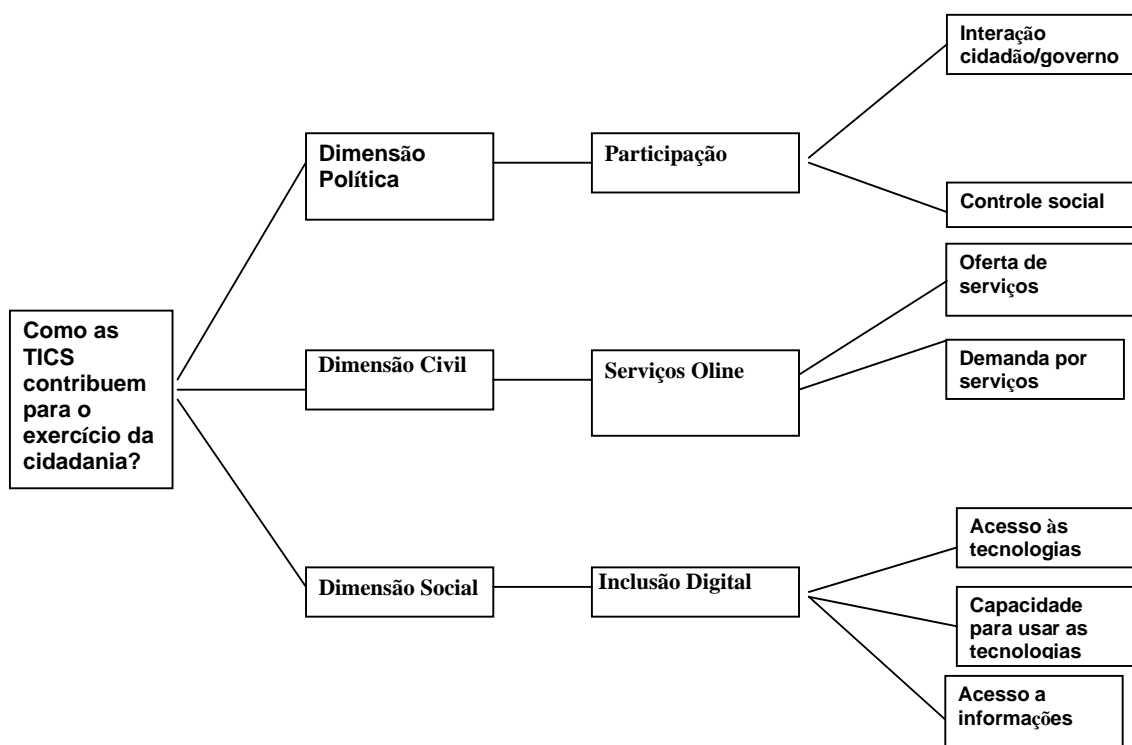 Interação
cidadão/governo
Dimensão
Política
Participação
Controle social
Oferta de
serviços
Como as
TICS
contribuem
para o
exercício da
cidadania?
Dimensão Civil
Serviços Oline
Demanda por
serviços
Acesso às
tecnologias
Dimensão Social
Inclusão Digital
Capacidade
para usar as
tecnologias
Acesso a
informações